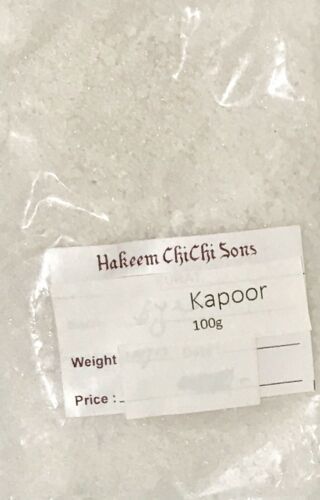 Hakeem ChiChi Sons
Kapoor
100g
Weight
Price :